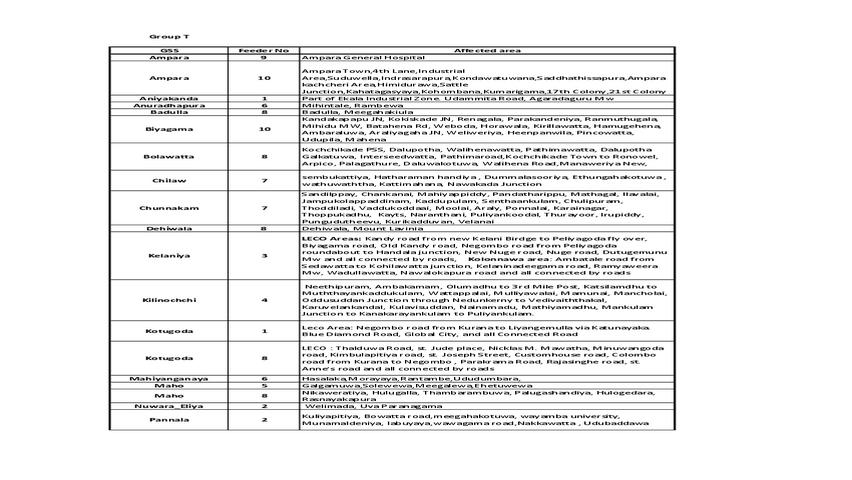 Group T
GSS Feeder No Affected area
Ampara 9 Ampara General Hospital
Ampara 10 Ampara Town,4th Lane,Industrial
Area,Suduwella,Indrasarapura,Kondawatuwana,Saddhathissapura,Ampara
kachcheri Area,Himidurawa,Sattle
Junction,Kahatagasyaya,Kohombana,Kumarigama,17th Colony,21st Colony
Aniyakanda 1 Part of Ekala Industrial Zone. Udammita Road, Agaradaguru Mw
Anuradhapura 6 Mihintale, Rambewa
Badulla 8 Badulla, Meegahakiula
Biyagama 10 Kandakapapu JN, Kokiskade JN, Renagala, Parakandeniya, Ranmuthugala,
Mihidu MW, Batahena Rd, Weboda, Horawala, Kirillawatta, Hamugehena,
Ambaraluwa, Araliyagaha JN, Weliweriya, Heenpanwila, Pincowatta,
Udupila, Mahena
Bolawatta 8 Kochchikade PSS, Dalupotha, Walihenawatta, Pathimawatta, Dalupotha
Galkatuwa, Interseedwatta, Pathimaroad,Kochchikade Town to Ronowel,
Arpico, Palagathure, Daluwakotuwa, Walihena Road,Manaweriya New,
Chilaw 7 sembukattiya, Hatharaman handiya , Dummalasooriya, Ethungahakotuwa ,
wathuwaththa, Kattimahana, Nawakada Junction
Chunnakam 7 Sandilppay, Chankanai, Mahiyappiddy, Pandatharippu, Mathagal, Ilavalai,
Jampukolappaddinam, Kaddupulam, Senthaankulam, Chulipuram,
Thoddiladi, Vaddukoddaai, Moolai, Araly, Ponnalai, Karainagar,
Thoppukadhu, Kayts, Naranthani, Puliyankoodal, Thurayoor, Irupiddy,
Pungudutheevu, Kurikadduvan, Velanai
Dehiwala 8 Dehiwala, Mount Lavinia
Kelaniya 3 LECO Areas: Kandy road from new Kelani Birdge to Peliyagoda fly over,
Biyagama road, Old Kandy road, Negombo road from Peliyagoda
roundabout to Handala junction, New Nuge road, Nuge road, Dutugemunu
Mw and all connected by roads, Kolonnawa area: Ambatale road from
Sedawatta to Kohilawatta junction, Kelaninadeegama road, Ramyaweera
Mw, Wadullawatta, Nawalokapura road and all connected by roads
Kilinochchi 4 Neethipuram, Ambakamam, Olumadhu to 3rd Mile Post, Katsilamdhu to
Muththayankaddukulam, Wattappalai, Mulliyawalai, Mamunai, Mancholai,
Oddusuddan Junction through Nedunkerny to Vedivaiththakal,
Karuvelankandal, Kulavisuddan, Nainamadu, Mathiyamadhu, Mankulam
Junction to Kanakarayankulam to Puliyankulam.
Kotugoda 1 Leco Area: Negombo road from Kurana to Liyangemulla via Katunayaka.
Blue Diamond Road, Global City, and all Connected Road
Kotugoda 8 LECO : Thalduwa Road, st. Jude place, Nicklas M. Mawatha, Minuwangoda
road, Kimbulapitiya road, st. Joseph Street, Customhouse road, Colombo
road from Kurana to Negombo , Parakrama Road, Rajasinghe road, st.
Anne's road and all connected by roads
Mahiyanganaya 6 Hasalaka,Morayaya,Rantambe,Ududumbara,
Maho 5 Galgamuwa,Solewewa,Meegalewa,Ehetuwewa
Maho 8 Nikaweratiya, Hulugalla, Thambarambuwa, Palugashandiya, Hulogedara,
Rasnayakapura
Nuwara_Eliya 2 Welimada, Uva Paranagama
Pannala 2 Kuliyapitiya, Bowatta road,meegahakotuwa, wayamba university,
Munamaldeniya, labuyaya,wawagama road,Nakkawatta , Udubaddawa